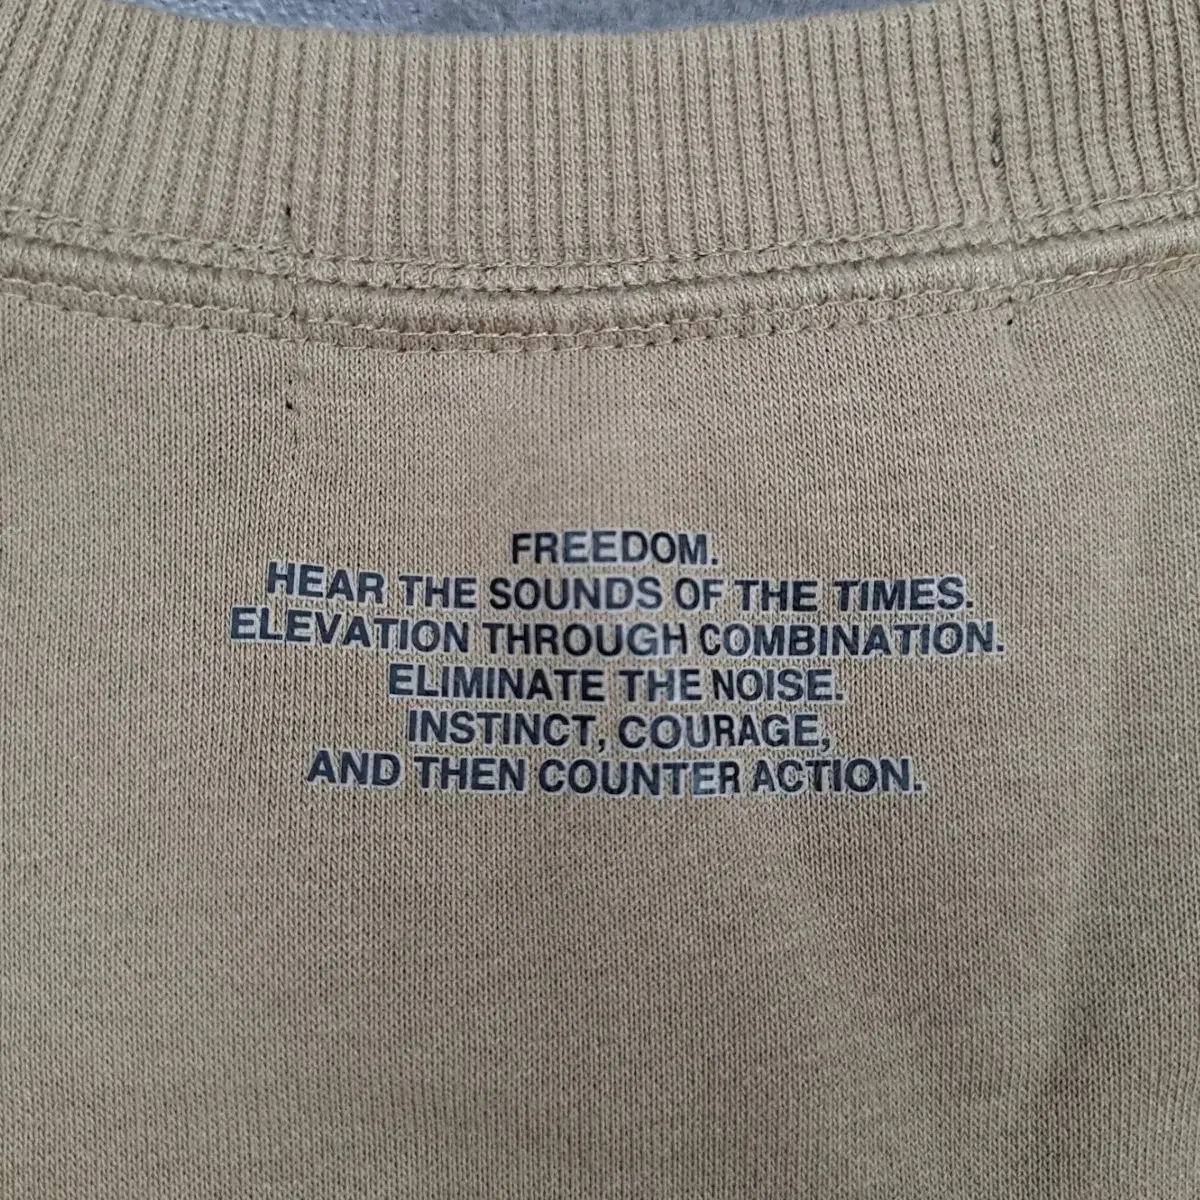 FREEDOM.
HEAR THE SOUNDS OF THE TIMES.
ELEVATION THROUGH COMBINATION.
ELIMINATE THE NOISE.
INSTINCT, COURAGE,
AND THEN COUNTER ACTION.